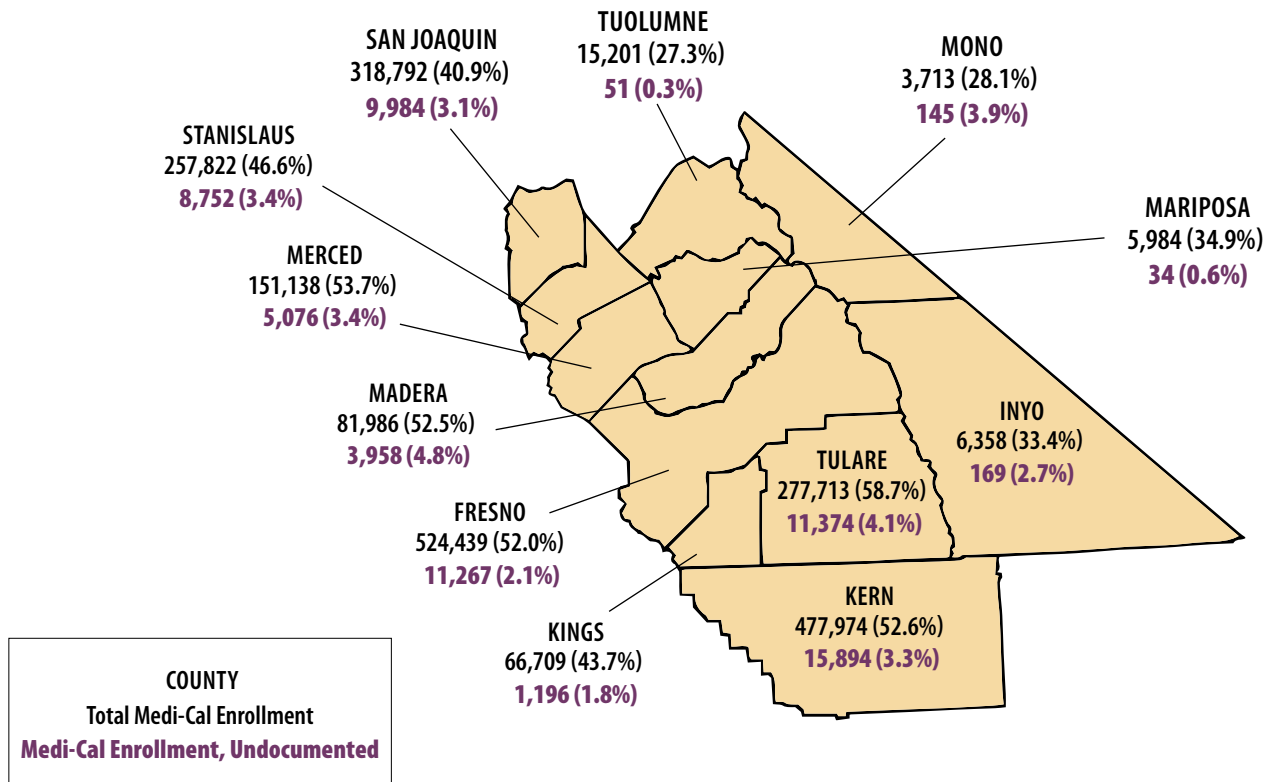 TUOLUMNE
15,201 (27.3%)
51 (0.3%)
SAN JOAQUIN
318,792 (40.9%)
9,984 (3.1%)
MONO
3,713 (28.1%)
145 (3.9%)
STANISLAUS
257,822 (46.6%)
8,752 (3.4%)
MARIPOSA
5,984 (34.9%)
34 (0.6%)
MERCED
151,138 (53.7%)
5,076 (3.4%)
MADERA
81,986 (52.5%)
3,958 (4.8%)
INYO
6,358 (33.4%)
169 (2.7%)
TULARE
277,713 (58.7%)
11,374 (4.1%)
FRESNO
524,439 (52.0%)
11,267 (2.1%)
KERN
477,974 (52.6%)
15,894 (3.3%)
KINGS
66,709 (43.7%)
1,196 (1.8%)
COUNTY
Total Medi-Cal Enrollment
Medi-Cal Enrollment, Undocumented